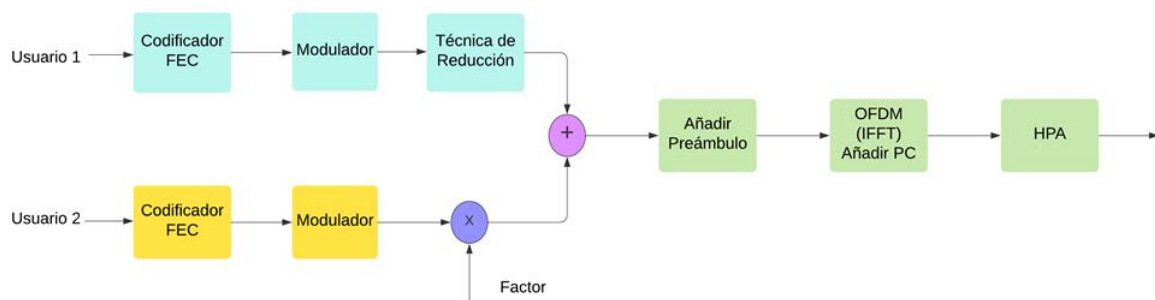 Usuario 1
Codificador
FEC
Modulador
Técnica de
Reducción
+
Añadir
Preámbulo
OFDM
(IFFT)
Añadir PC
HPA
Usuario 2
Codificador
FEC
Modulador
X
Factor